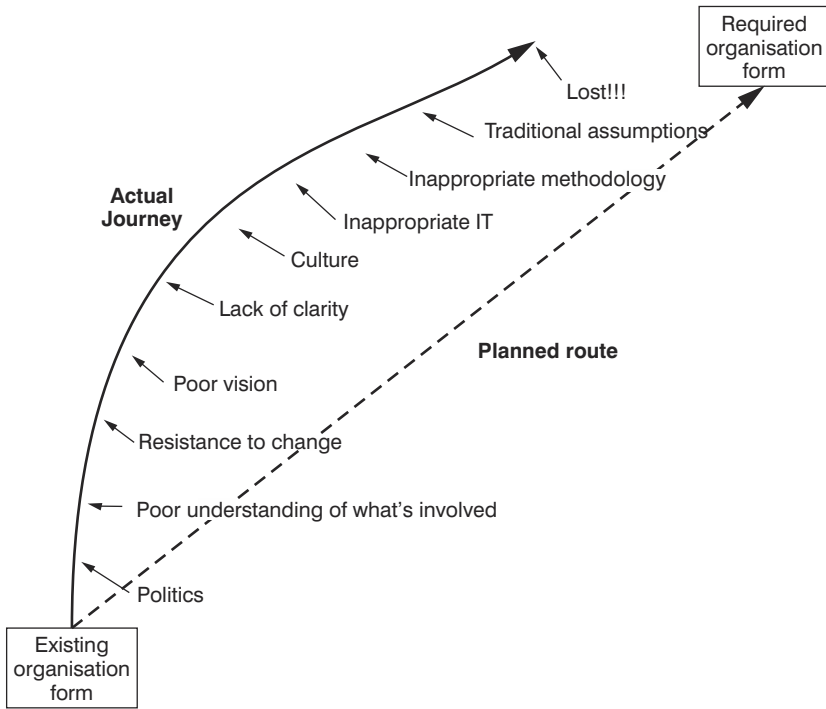 Required
organisation
form
Lost!!!
Traditional assumptions
Inappropriate methodology
Actual
Journey
Inappropriate IT
Culture
Lack of clarity
Planned route
Poor vision
Resistance to change
Poor understanding of what's involved
Politics
Existing
organisation
form